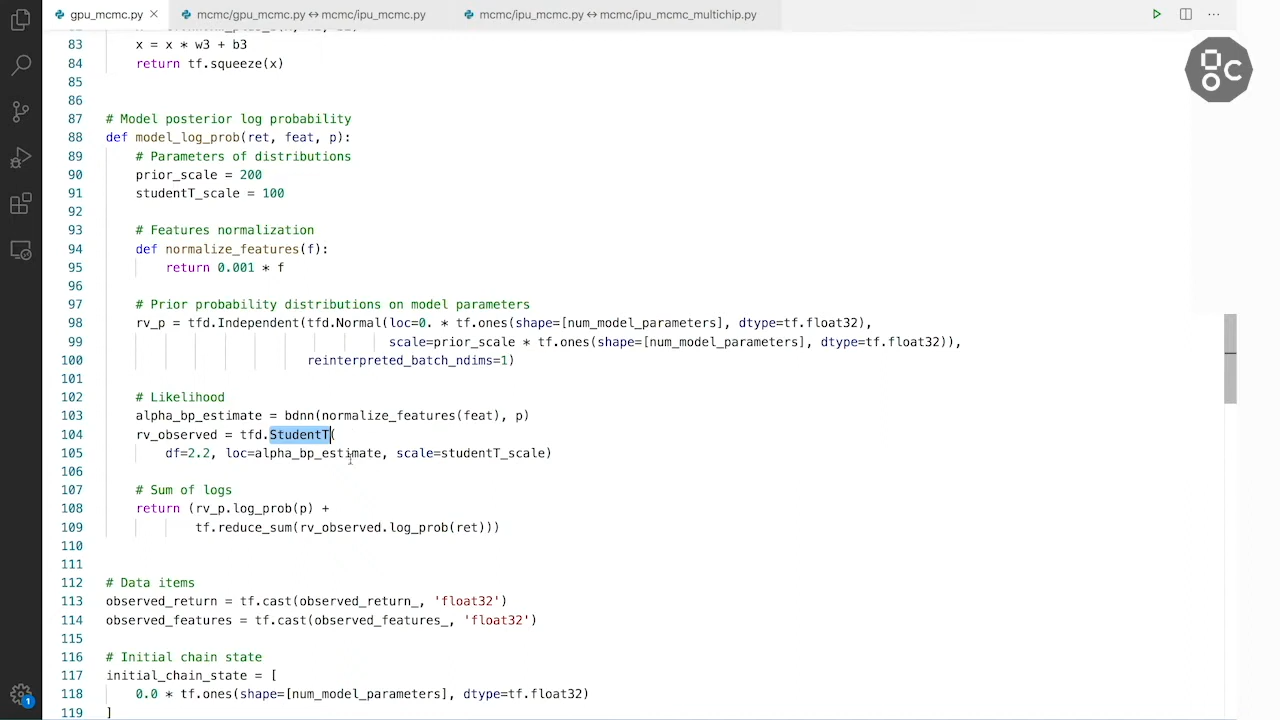 gpu_mcmc.py
mcmc/gpu_mcmc.py ↔ mcmc/ipu_mcmc.py
mcmc/ipu_mcmc.py ↔ mcmc/ipu_mcmc_multichip.py
83 x = x * w3 + b3
84 return tf.squeeze(x)
85
86
87 # Model posterior log probability
88 def model_log_prob(ret, feat, p):
89 # Parameters of distributions
90 prior_scale = 200
91 studentT_scale = 100
92
93 # Features normalization
94 def normalize_features(f):
95 return 0.001 * f
96
97 # Prior probability distributions on model parameters
98 rv_p = tfd.Independent(tfd.Normal(loc=0. * tf.ones(shape=[num_model_parameters], dtype=tf.float32),
99 scale=prior_scale * tf.ones(shape=[num_model_parameters], dtype=tf.float32)),
100 reinterpreted_batch_ndims=1)
101
102 # Likelihood
103 alpha_bp_estimate = bdnn(normalize_features(feat), p)
104 rv_observed = tfd.StudentT(
105 df=2.2, loc=alpha_bp_estimate, scale=studentT_scale)
106
107 # Sum of logs
108 return (rv_p.log_prob(p) +
109 tf.reduce_sum(rv_observed.log_prob(ret)))
110
111
112 # Data items
113 observed_return = tf.cast(observed_return_, 'float32')
114 observed_features = tf.cast(observed_features_, 'float32')
115
116 # Initial chain state
117 initial_chain_state = [
118 0.0 * tf.ones(shape=[num_model_parameters], dtype=tf.float32)
119 ]
1